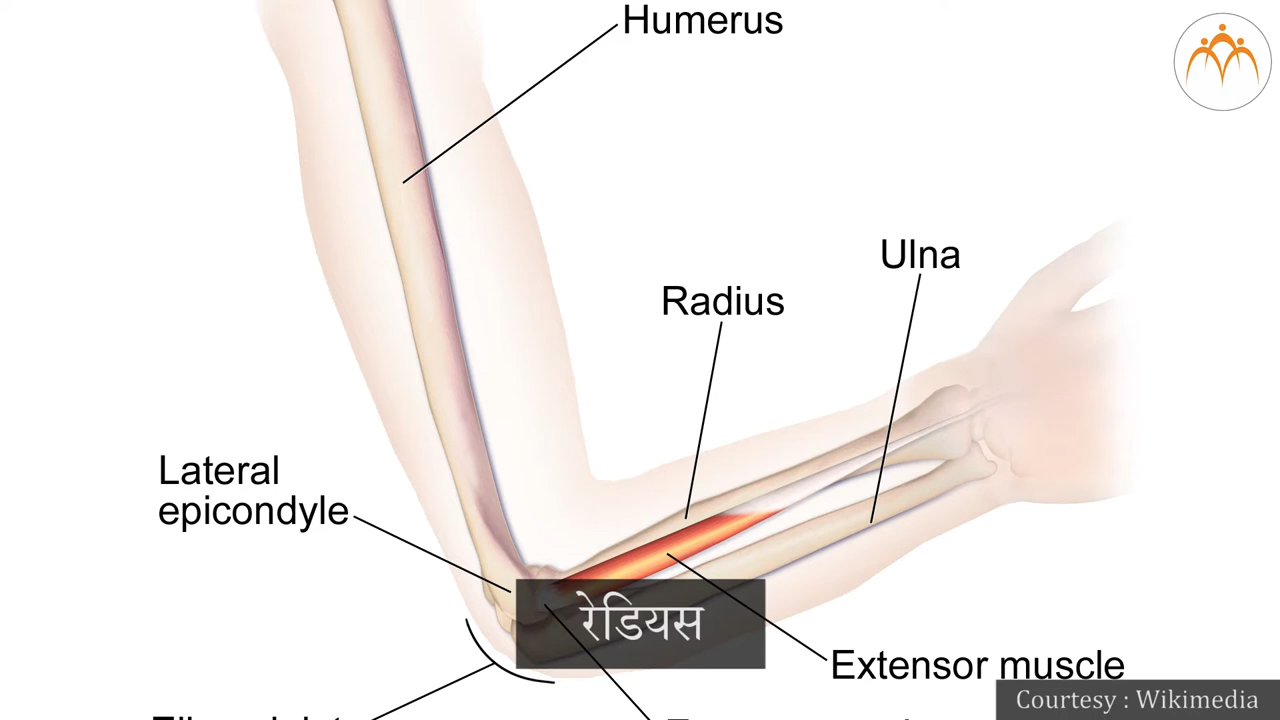 Humerus
Ulna
Radius
Lateral
epicondyle
रेडियस
Extensor muscle
Courtesy : Wikimedia